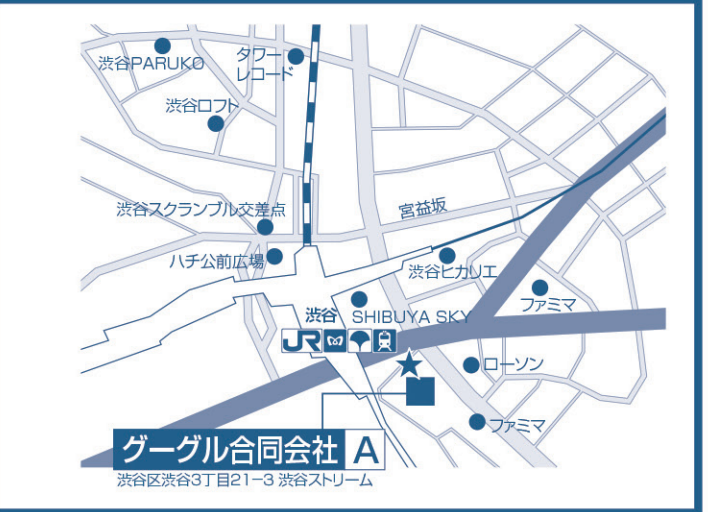 渋谷PARUKO
タワー
レコード
渋谷ロフト
渋谷スクランブル交差点
宮益坂
ハチ公前広場
渋谷ヒカリエ
ファミマ
渋谷
SHIBUYA SKY
JR
ローソン
ファミマ
グーグル合同会社 A
渋谷区渋谷3丁目21-3 渋谷ストリーム